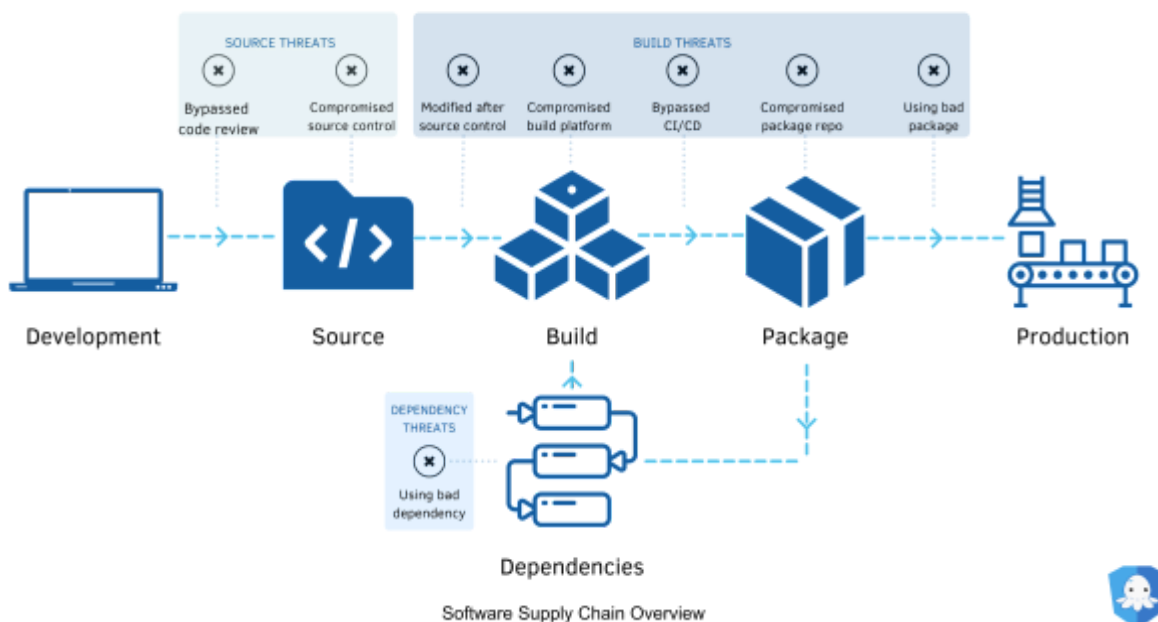 SOURCE THREATS
BUILD THREATS
Bypassed
code review
Compromised
source control
Modified after
source control
Compromised
build platform
Bypassed
CI/CD
Compromised
package repo
Using bad
package
</>
Development
Source
Build
Package
Production
DEPENDENCY
THREATS
Using bad
dependency
Dependencies
Software Supply Chain Overview